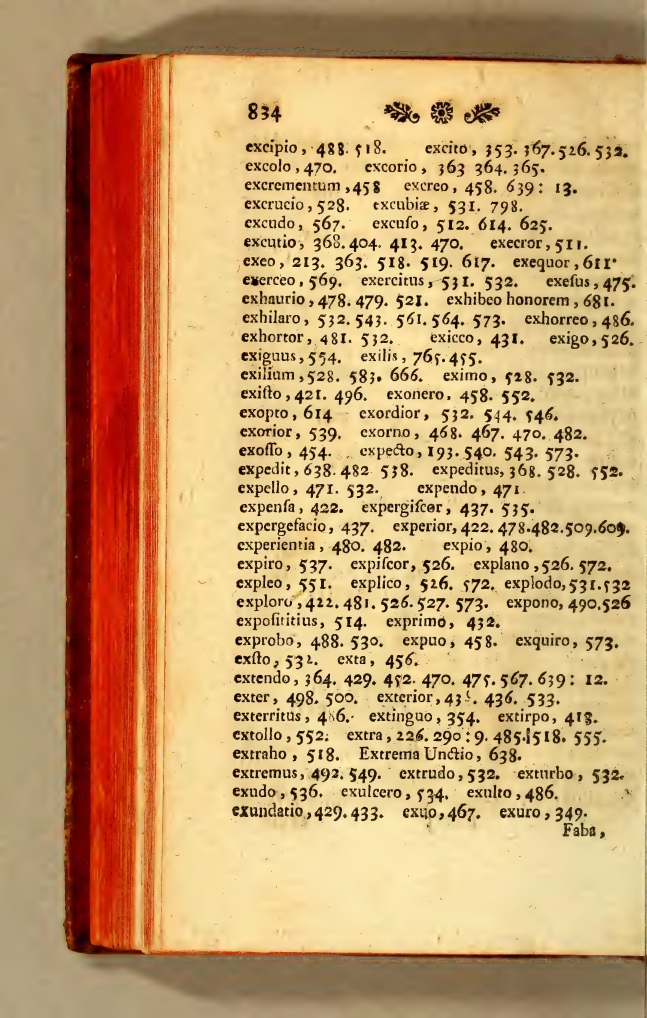 834
excipio, 488. 518. excito, 353. 367. 526. 532.
excolo, 470. excorio, 363 364. 365.
excrementum, 458 excreo, 458. 639: 13.
excrucio, 528. excubiæ, 531. 798.
excudo, 567. excuſo, 512. 614. 625.
excutio, 368. 404. 413. 470. execror, 511.
exeo, 213. 363. 518. 519. 617. exequor, 611.
exerceo, 569. exercitus, 531. 532. exeſus, 475.
exhaurio, 478. 479. 521. exhibeo honorem, 681.
exhilaro, 532. 543. 561. 564. 573. exhorreo, 486.
exhortor, 481. 532. exicco, 431. exigo, 526.
exiguus, 554. exilis, 765. 455.
exilium, 528. 583. 666. eximo, 528. 532.
exiſto, 421. 496. exonero, 458. 552.
exopto, 614 exordior, 532. 544. 546.
exorior, 539. exorno, 468. 467. 470. 482.
exoſſo, 454. expecto, 193. 540. 543. 573.
expedit, 638. 482 538. expeditus, 368. 528. 552.
expello, 471. 532. expendo, 471.
expenſa, 422. expergiſcor, 437. 535.
expergefacio, 437. experior, 422. 478. 482. 509. 609.
experientia, 480. 482. expio, 480.
expiro, 537. expiſcor, 526. explano, 526. 572.
expleo, 551. explico, 526. 572. explodo, 531. 532
exploro, 422. 481. 526. 527. 573. expono, 490. 526
expoſititius, 514. exprimo, 432.
exprobo, 488. 530. expuo, 458. exquiro, 573.
exſto, 532. exta, 456.
extendo, 364. 429. 452. 470. 475. 567. 639: 12.
exter, 498. 500. exterior, 436. 533.
exterritus, 486. extinguo, 354. extirpo, 413.
extollo, 552. extra, 226. 290: 9. 485. 518. 555.
extraho, 518. Extrema Unctio, 638.
extremus, 492. 549. extrudo, 532. exturbo, 532.
exudo, 536. exulcero, 534. exulto, 486.
exundatio, 429. 433. exuo, 467. exuro, 349.
Faba,